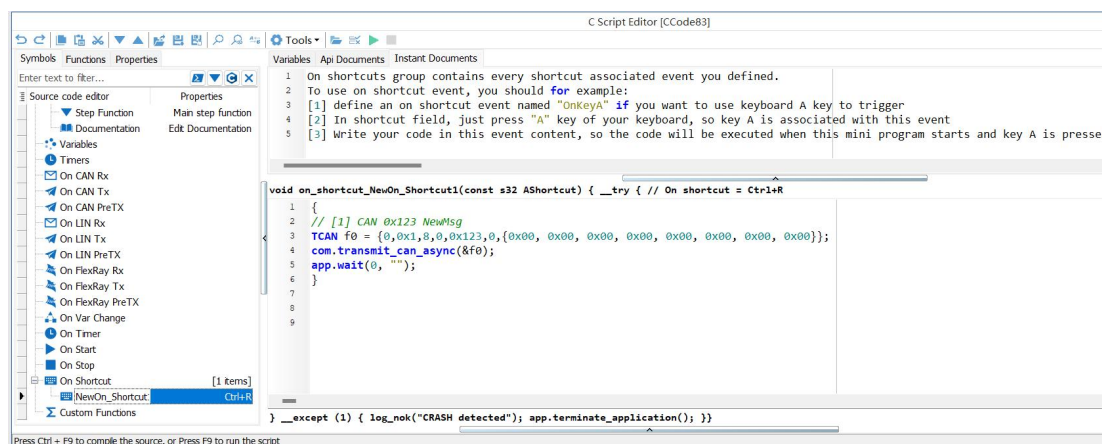 C Script Editor [CCode83]
Tools
Symbols Functions Properties
Variables Api Documents Instant Documents
Enter text to filter...
Source code editor Properties
Step Function Main step function
Documentation Edit Documentation
Variables
Timers
On CAN Rx
On CAN Tx
On CAN PreTX
On LIN Rx
On LIN Tx
On LIN PreTX
On FlexRay Rx
On FlexRay Tx
On FlexRay PreTX
On Var Change
On Timer
On Start
On Stop
On Shortcut [1 items]
NewOn_Shortcut Ctrl+R
Custom Functions
1 On shortcuts group contains every shortcut associated event you defined.
2 To use on shortcut event, you should for example:
3 [1] define an on shortcut event named "OnKeyA" if you want to use keyboard A key to trigger
4 [2] In shortcut field, just press "A" key of your keyboard, so key A is associated with this event
5 [3] Write your code in this event content, so the code will be executed when this mini program starts and key A is presse
void on_shortcut_NewOn_Shortcut1(const s32 AShortcut) { __try { // On shortcut = Ctrl+R
1 {
2 // [1] CAN 0x123 NewMsg
3 TCAN f0 = {0,0x1,8,0,0x123,0,{0x00, 0x00, 0x00, 0x00, 0x00, 0x00, 0x00, 0x00}};
4 com.transmit_can_async(&f0);
5 app.wait(0, "");
6 }
7
8
9
} __except (1) { log_nok("CRASH detected"); app.terminate_application(); }}
Press Ctrl + F9 to compile the source, or Press F9 to run the script